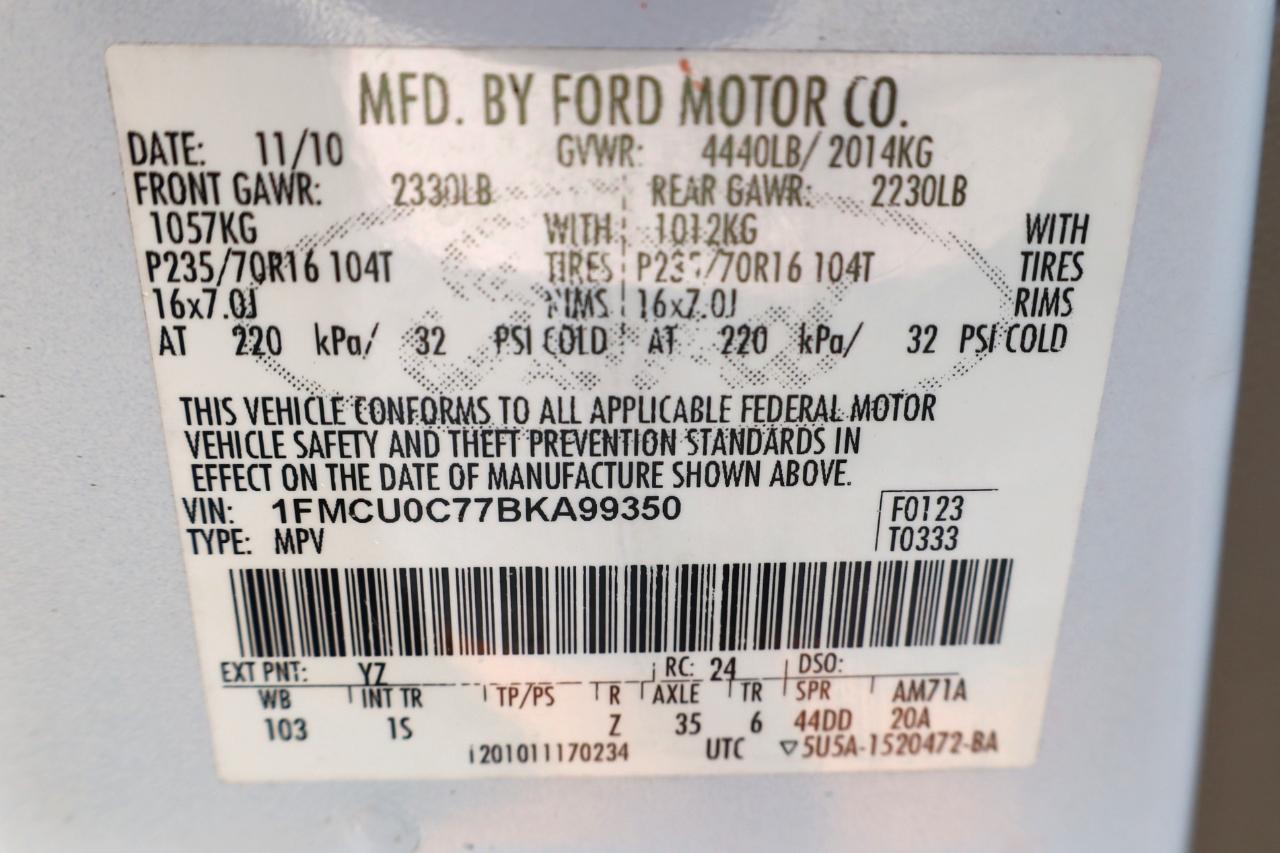 MFD. BY FORD MOTOR CO.
DATE: 11/10 GVWR: 4440LB/ 2014KG
FRONT GAWR: 2330LB REAR GAWR: 2230LB
1057KG WITH 1012KG WITH
P235/70R16 104T TIRES P235/70R16 104T TIRES
16x7.0J RIMS 16x7.0J RIMS
AT 220 kPa/ 32 PSI COLD AT 220 kPa/ 32 PSI COLD
THIS VEHICLE CONFORMS TO ALL APPLICABLE FEDERAL MOTOR
VEHICLE SAFETY AND THEFT PREVENTION STANDARDS IN
EFFECT ON THE DATE OF MANUFACTURE SHOWN ABOVE.
VIN: 1FMCU0C77BKA99350 F0123
TYPE: MPV T0333
EXT PNT: YZ RC: 24 DSO:
WB INT TR TP/PS R AXLE TR SPR AM71A
103 1S Z 35 6 44DD 20A
i201011170234 UTC ▽5U5A-1520472-BA